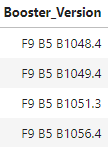 Booster_Version
F9 B5 B1048.4
F9 B5 B1049.4
F9 B5 B1051.3
F9 B5 B1056.4